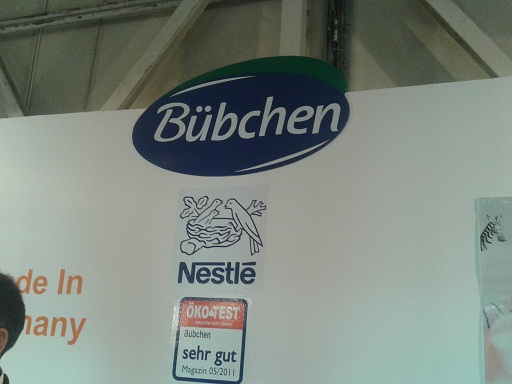 Bübchen
Nestlé
de In
many
ÖKO-TEST
Bübchen
sehr gut
Magazin 05/2011